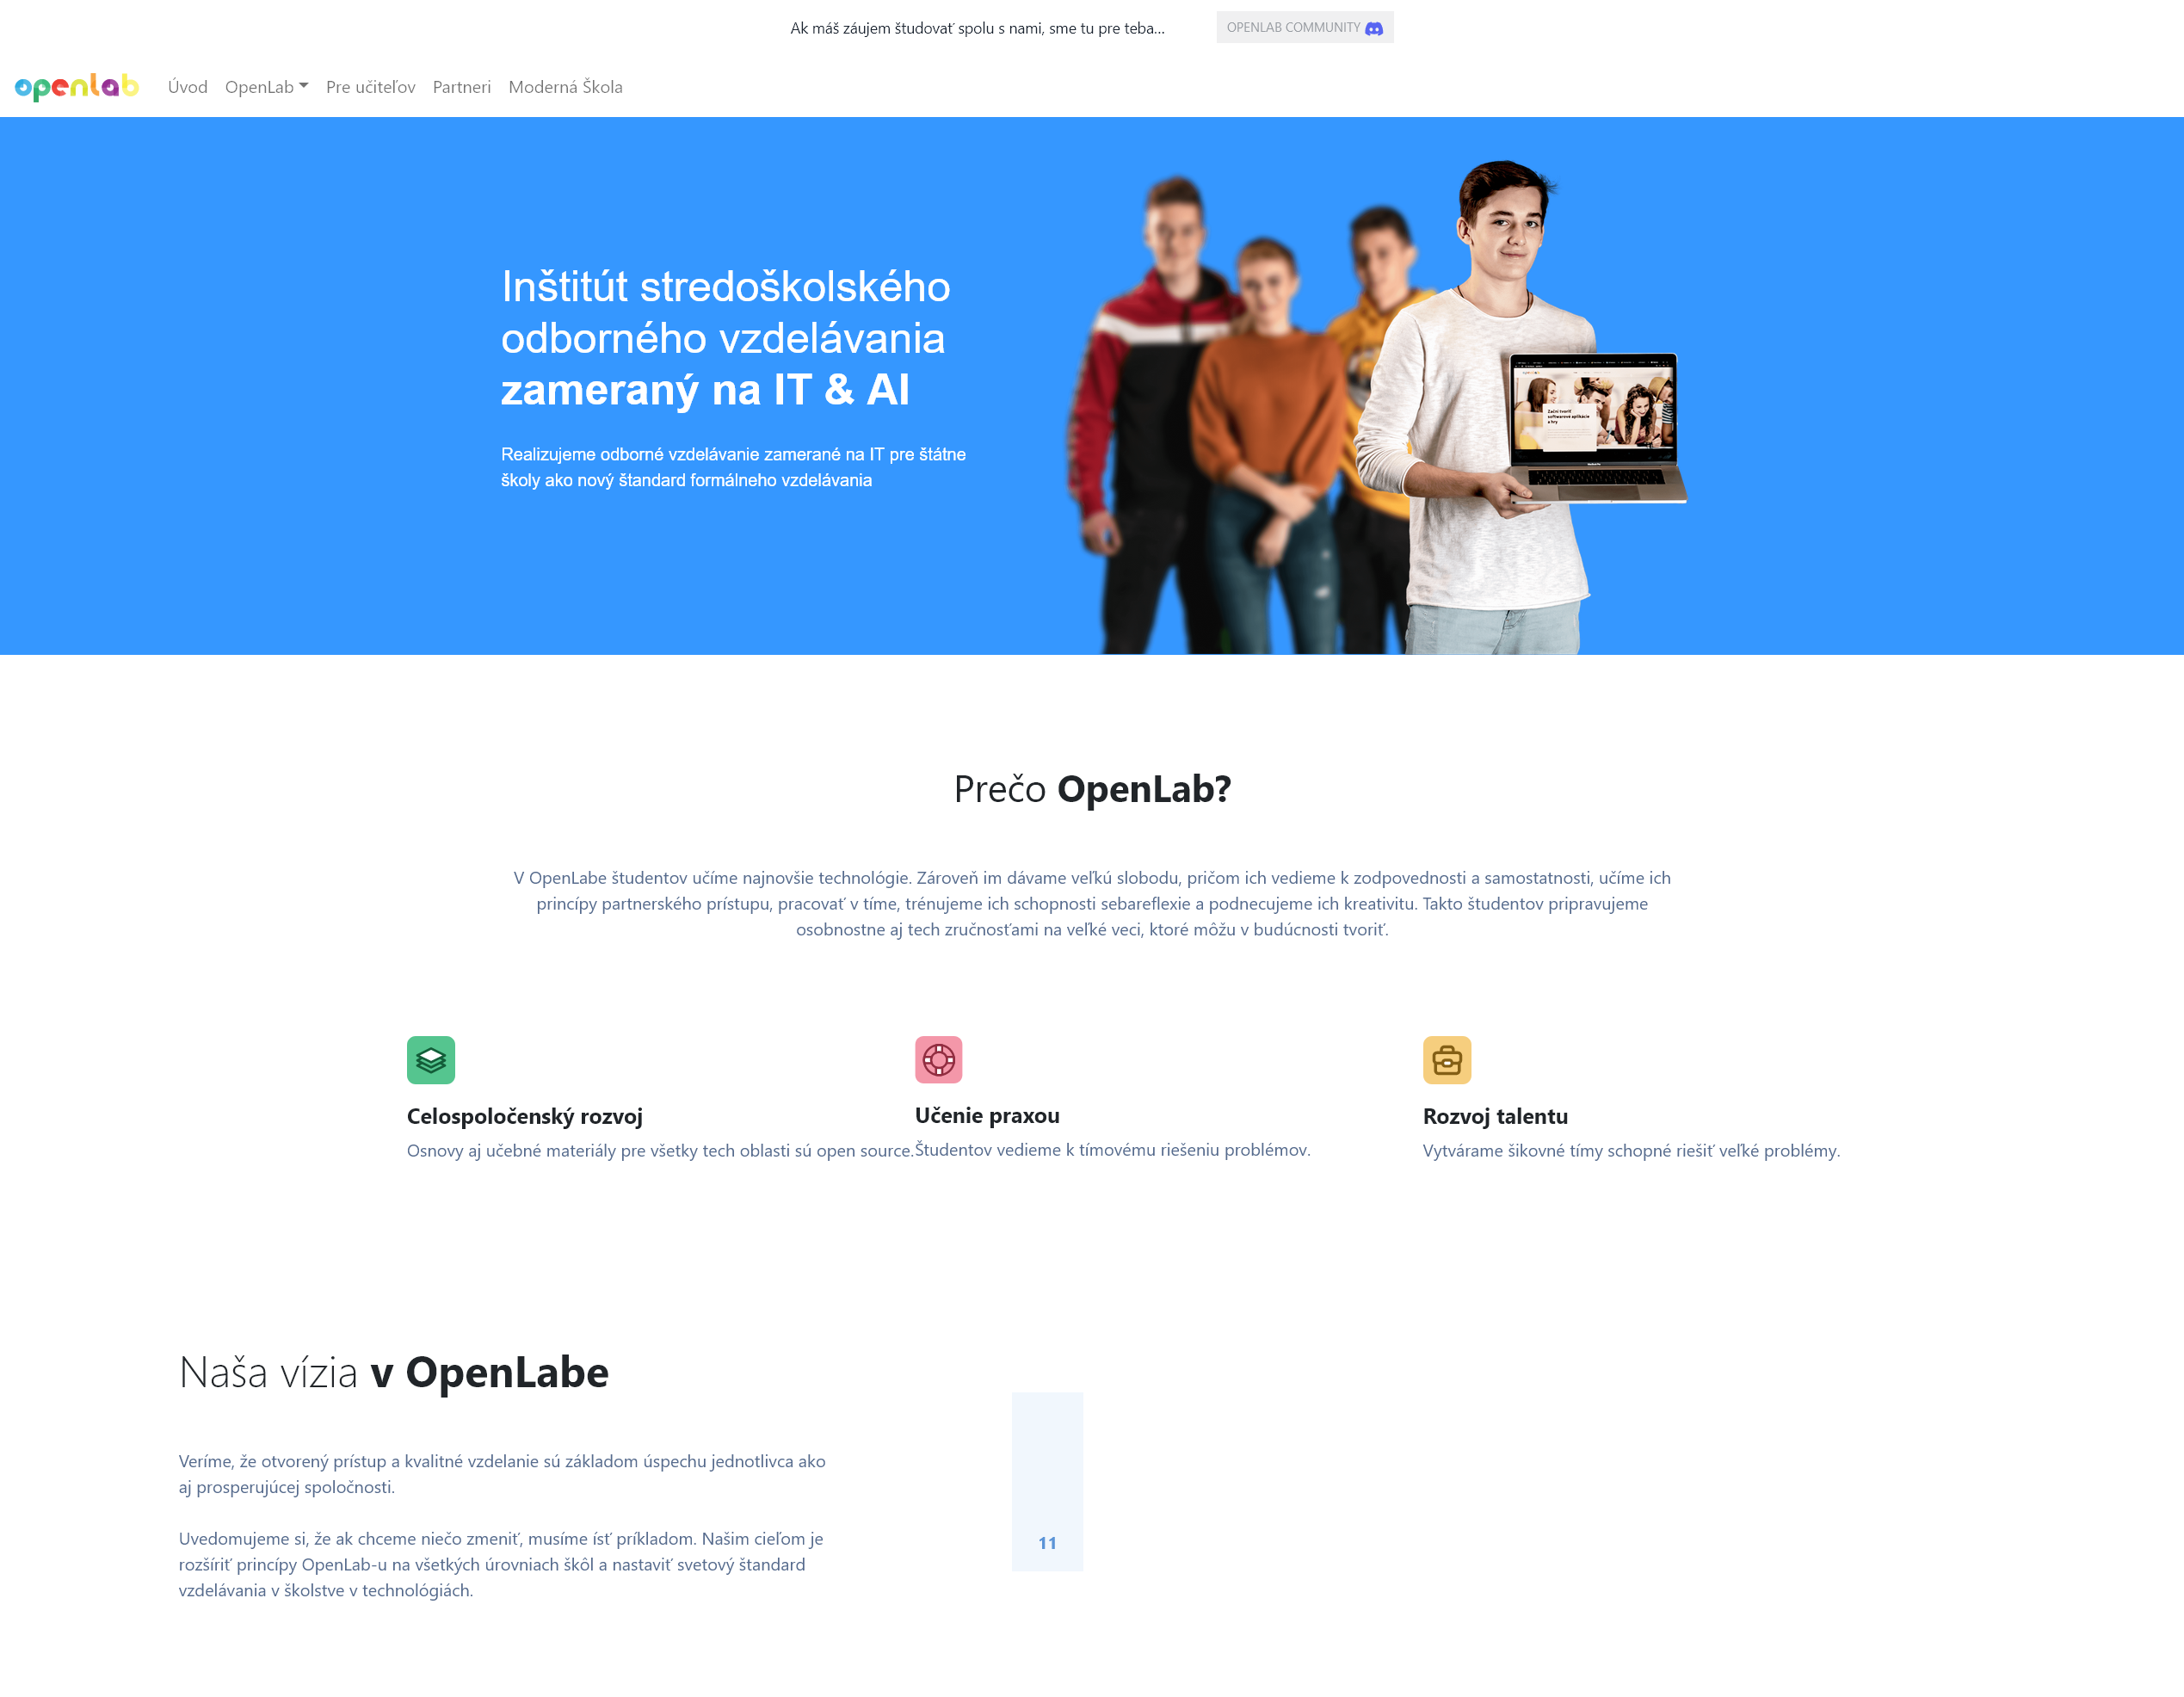 Ak máš záujem študovať spolu s nami, sme tu pre teba...
OPENLAB COMMUNITY
openlab
Úvod
OpenLab
Pre učiteľov
Partneri
Moderná Škola
Inštitút stredoškolského
odborného vzdelávania
zameraný na IT & AI
Realizujeme odborné vzdelávanie zamerané na IT pre štátne
školy ako nový štandard formálneho vzdelávania
Začni tvoriť
softwarové aplikácie
a hry
Prečo OpenLab?
V OpenLabe študentov učíme najnovšie technológie. Zároveň im dávame veľkú slobodu, pričom ich vedieme k zodpovednosti a samostatnosti, učíme ich
princípy partnerského prístupu, pracovať v tíme, trénujeme ich schopnosti sebareflexie a podnecujeme ich kreativitu. Takto študentov pripravujeme
osobnostne aj tech zručnosťami na veľké veci, ktoré môžu v budúcnosti tvoriť.
Celospoločenský rozvoj
Osnovy aj učebné materiály pre všetky tech oblasti sú open source.
Učenie praxou
Študentov vedieme k tímovému riešeniu problémov.
Rozvoj talentu
Vytvárame šikovné tímy schopné riešiť veľké problémy.
Naša vízia v OpenLabe
Veríme, že otvorený prístup a kvalitné vzdelanie sú základom úspechu jednotlivca ako
aj prosperujúcej spoločnosti.
Uvedomujeme si, že ak chceme niečo zmeniť, musíme ísť príkladom. Našim cieľom je
rozšíriť princípy OpenLab-u na všetkých úrovniach škôl a nastaviť svetový štandard
vzdelávania v školstve v technológiách.
11